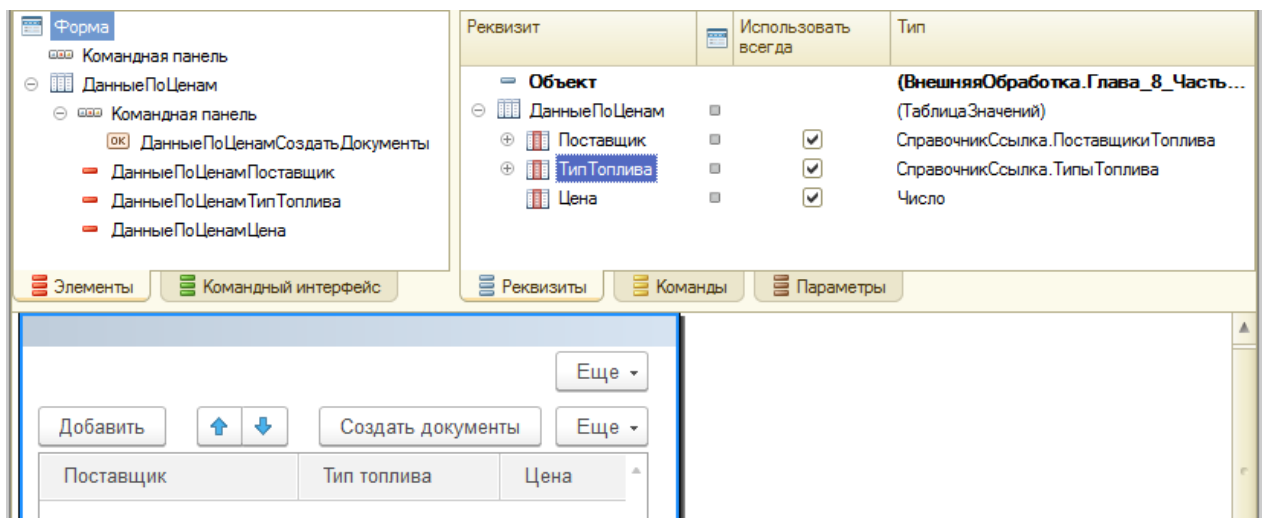 Форма
Командная панель
ДанныеПоЦенам
Командная панель
ОК ДанныеПоЦенамСоздатьДокументы
ДанныеПоЦенамПоставщик
ДанныеПоЦенамТипТоплива
ДанныеПоЦенамЦена
Элементы Командный интерфейс
Реквизит Использовать всегда Тип
Объект (ВнешняяОбработка.Глава_8_Часть...
ДанныеПоЦенам (ТаблицаЗначений)
Поставщик СправочникСсылка.ПоставщикиТоплива
ТипТоплива СправочникСсылка.ТипыТоплива
Цена Число
Реквизиты Команды Параметры
Еще
Добавить Создать документы Еще
Поставщик Тип топлива Цена